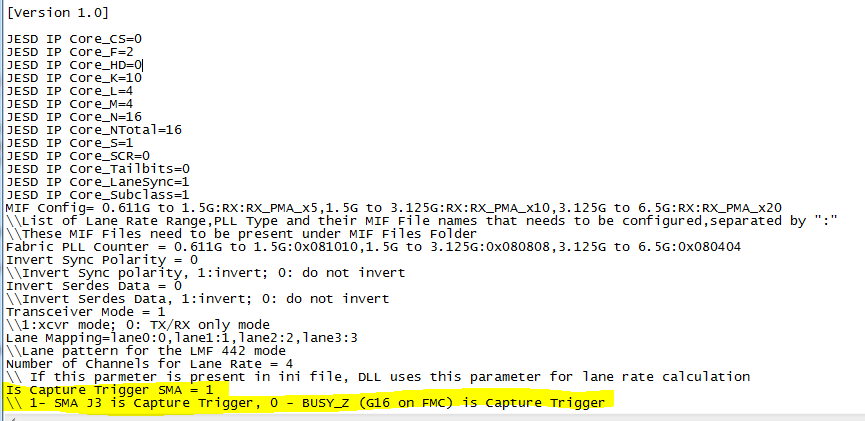 [Version 1.0]
JESD IP Core_CS=0
JESD IP Core_F=2
JESD IP Core_HD=0
JESD IP Core_K=10
JESD IP Core_L=4
JESD IP Core_M=4
JESD IP Core_N=16
JESD IP Core_NTotal=16
JESD IP Core_S=1
JESD IP Core_SCR=0
JESD IP Core_Tailbits=0
JESD IP Core_LaneSync=1
JESD IP Core_Subclass=1
MIF Config= 0.611G to 1.5G:RX:RX_PMA_x5,1.5G to 3.125G:RX:RX_PMA_x10,3.125G to 6.5G:RX:RX_PMA_x20
\\List of Lane Rate Range,PLL Type and their MIF File names that needs to be configured,separated by ":"
\\These MIF Files need to be present under MIF Files Folder
Fabric PLL Counter = 0.611G to 1.5G:0x081010,1.5G to 3.125G:0x080808,3.125G to 6.5G:0x080404
Invert Sync Polarity = 0
\\Invert Sync polarity, 1:invert; 0: do not invert
Invert Serdes Data = 0
\\Invert Serdes Data, 1:invert; 0: do not invert
Transceiver Mode = 1
\\1:xcvr mode; 0: TX/RX only mode
Lane Mapping=lane0:0,lane1:1,lane2:2,lane3:3
\\Lane pattern for the LMF 442 mode
Number of Channels for Lane Rate = 4
\\ If this parmeter is present in ini file, DLL uses this parameter for lane rate calculation
Is Capture Trigger SMA = 1
\\ 1- SMA J3 is Capture Trigger, 0 - BUSY_Z (G16 on FMC) is Capture Trigger